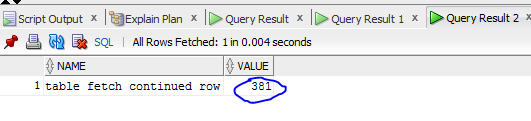 Script Output x Explain Plan x Query Result x Query Result 1 x Query Result 2 x
SQL | All Rows Fetched: 1 in 0.004 seconds
NAME VALUE
1 table fetch continued row 381